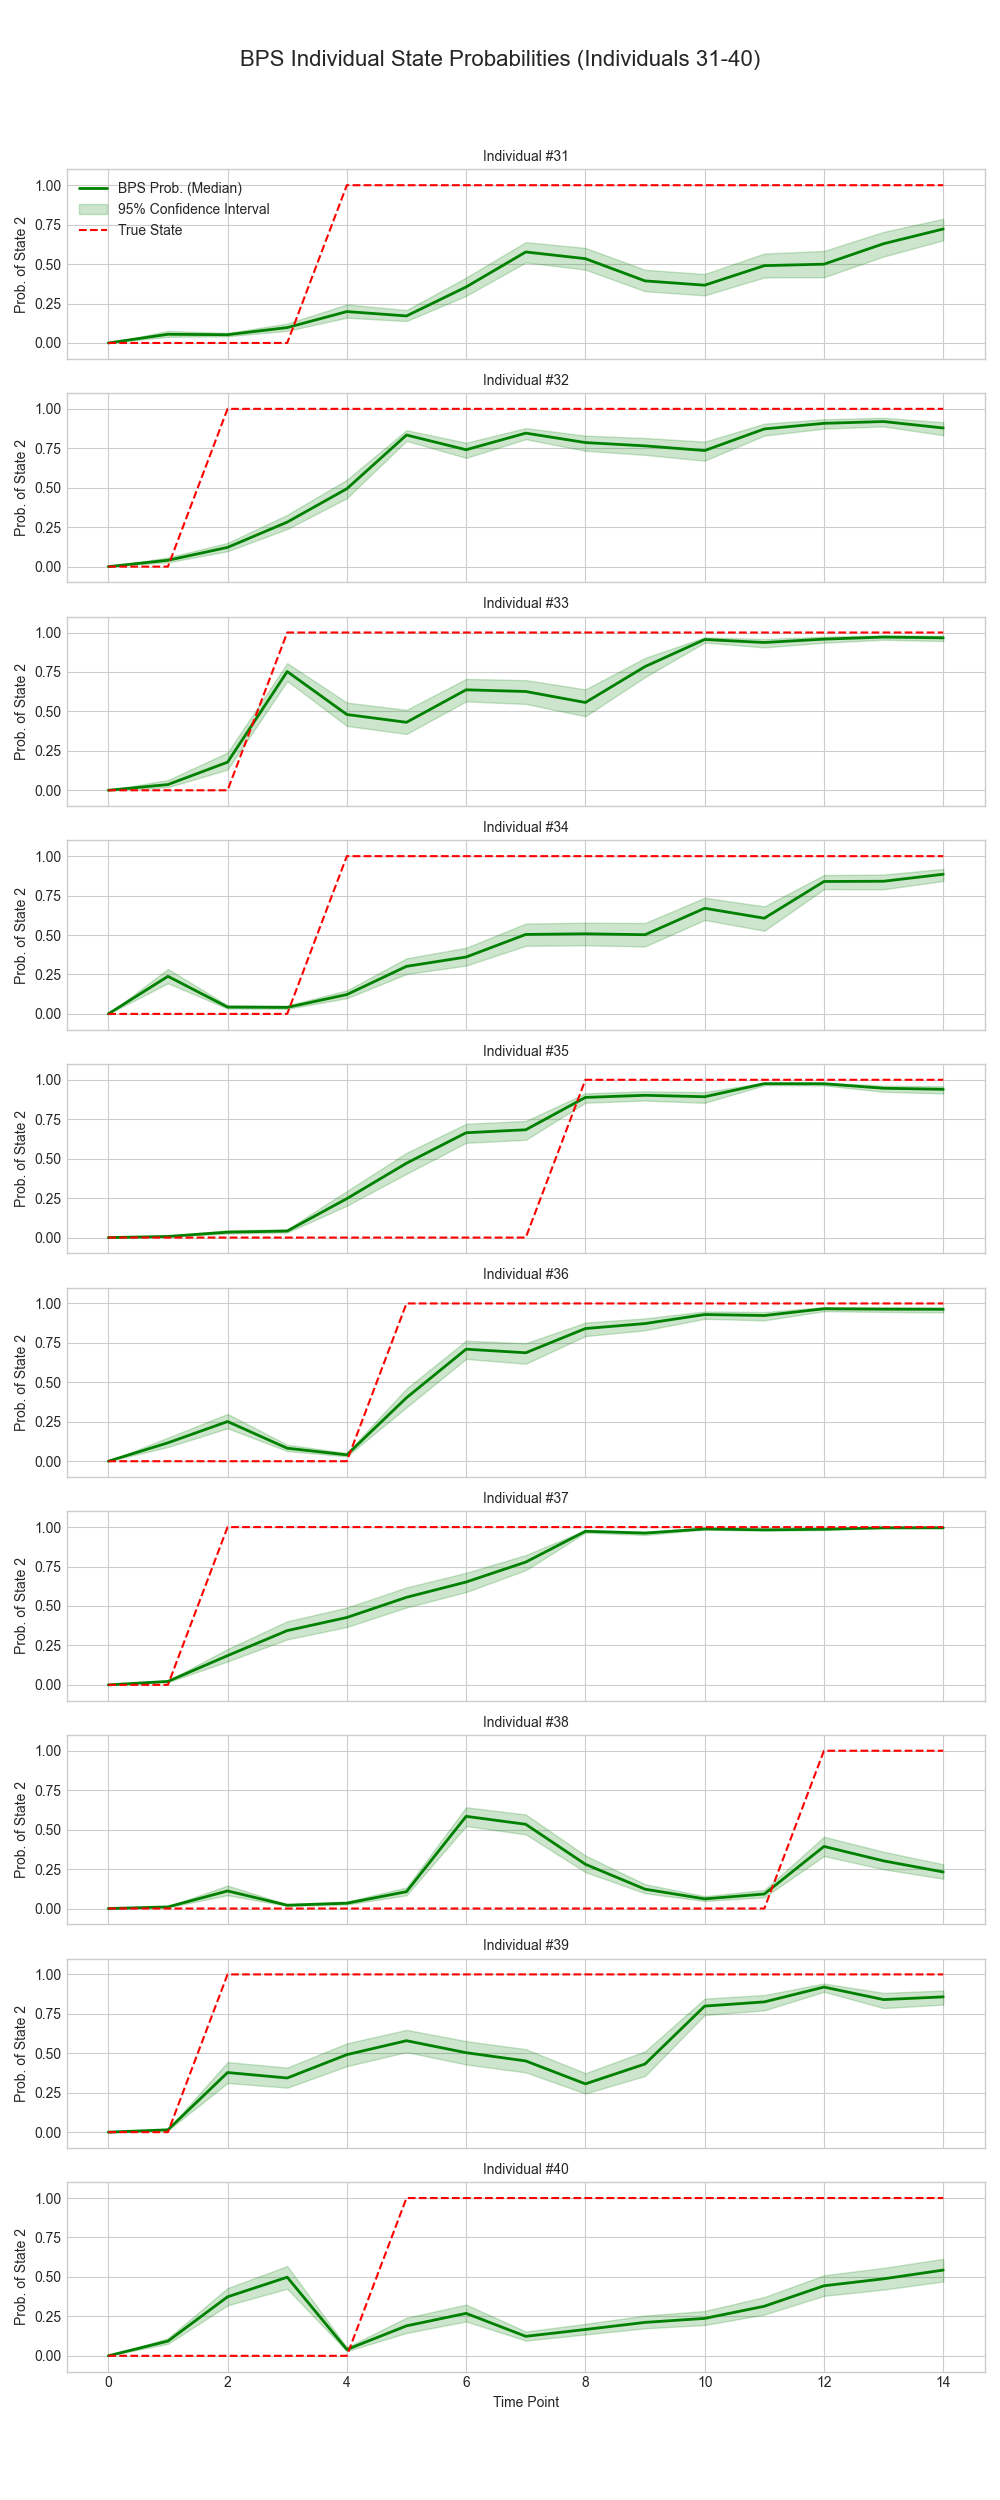 BPS Individual State Probabilities (Individuals 31-40)
Individual #31
BPS Prob. (Median)
95% Confidence Interval
True State
Prob. of State 2
1.00
0.75
0.50
0.25
0.00
Individual #32
Prob. of State 2
1.00
0.75
0.50
0.25
0.00
Individual #33
Prob. of State 2
1.00
0.75
0.50
0.25
0.00
Individual #34
Prob. of State 2
1.00
0.75
0.50
0.25
0.00
Individual #35
Prob. of State 2
1.00
0.75
0.50
0.25
0.00
Individual #36
Prob. of State 2
1.00
0.75
0.50
0.25
0.00
Individual #37
Prob. of State 2
1.00
0.75
0.50
0.25
0.00
Individual #38
Prob. of State 2
1.00
0.75
0.50
0.25
0.00
Individual #39
Prob. of State 2
1.00
0.75
0.50
0.25
0.00
Individual #40
Prob. of State 2
1.00
0.75
0.50
0.25
0.00
0 2 4 6 8 10 12 14
Time Point